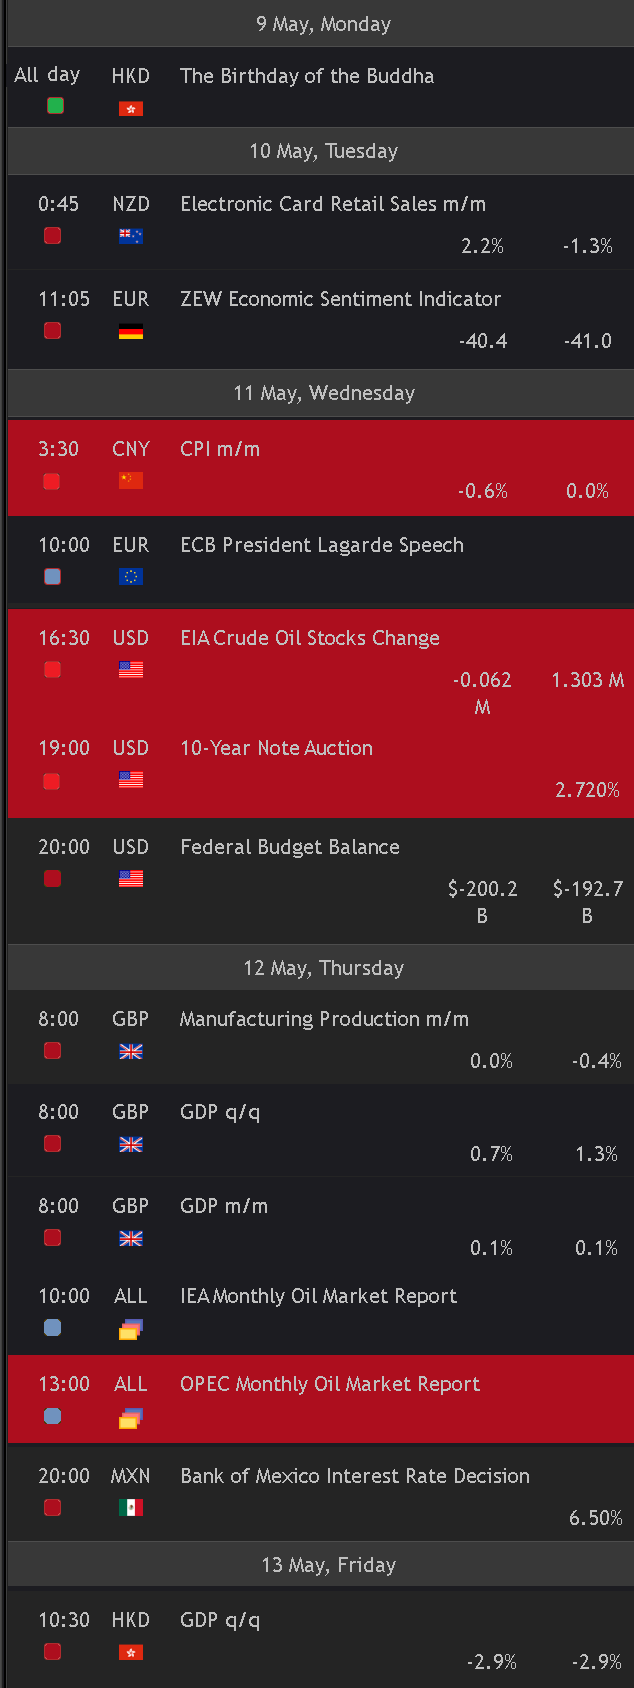 9 May, Monday
All day HKD The Birthday of the Buddha
10 May, Tuesday
0:45 NZD Electronic Card Retail Sales m/m
2.2% -1.3%
11:05 EUR ZEW Economic Sentiment Indicator
-40.4 -41.0
11 May, Wednesday
3:30 CNY CPI m/m
-0.6% 0.0%
10:00 EUR ECB President Lagarde Speech
16:30 USD EIA Crude Oil Stocks Change
-0.062 1.303 M
M
19:00 USD 10-Year Note Auction
2.720%
20:00 USD Federal Budget Balance
$-200.2 $-192.7
B B
12 May, Thursday
8:00 GBP Manufacturing Production m/m
0.0% -0.4%
8:00 GBP GDP q/q
0.7% 1.3%
8:00 GBP GDP m/m
0.1% 0.1%
10:00 ALL IEA Monthly Oil Market Report
13:00 ALL OPEC Monthly Oil Market Report
20:00 MXN Bank of Mexico Interest Rate Decision
6.50%
13 May, Friday
10:30 HKD GDP q/q
-2.9% -2.9%